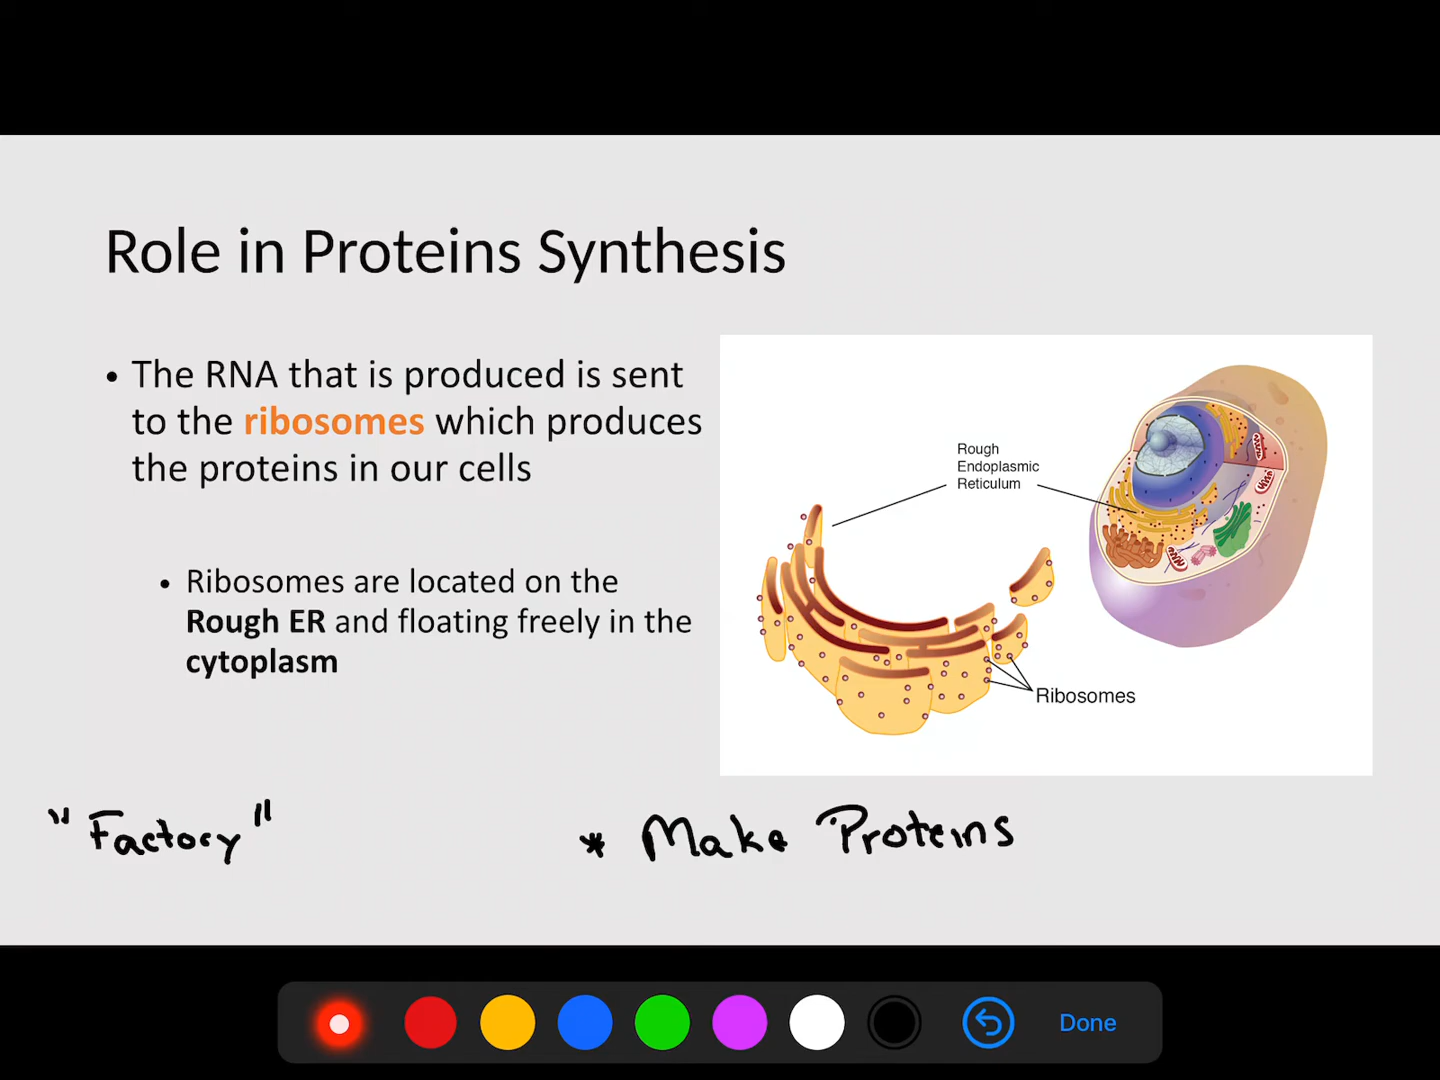 Role in Proteins Synthesis
• The RNA that is produced is sent
to the ribosomes which produces
the proteins in our cells
• Ribosomes are located on the
Rough ER and floating freely in the
cytoplasm
Rough
Endoplasmic
Reticulum
Ribosomes
"Factory"
* Make Proteins
Done